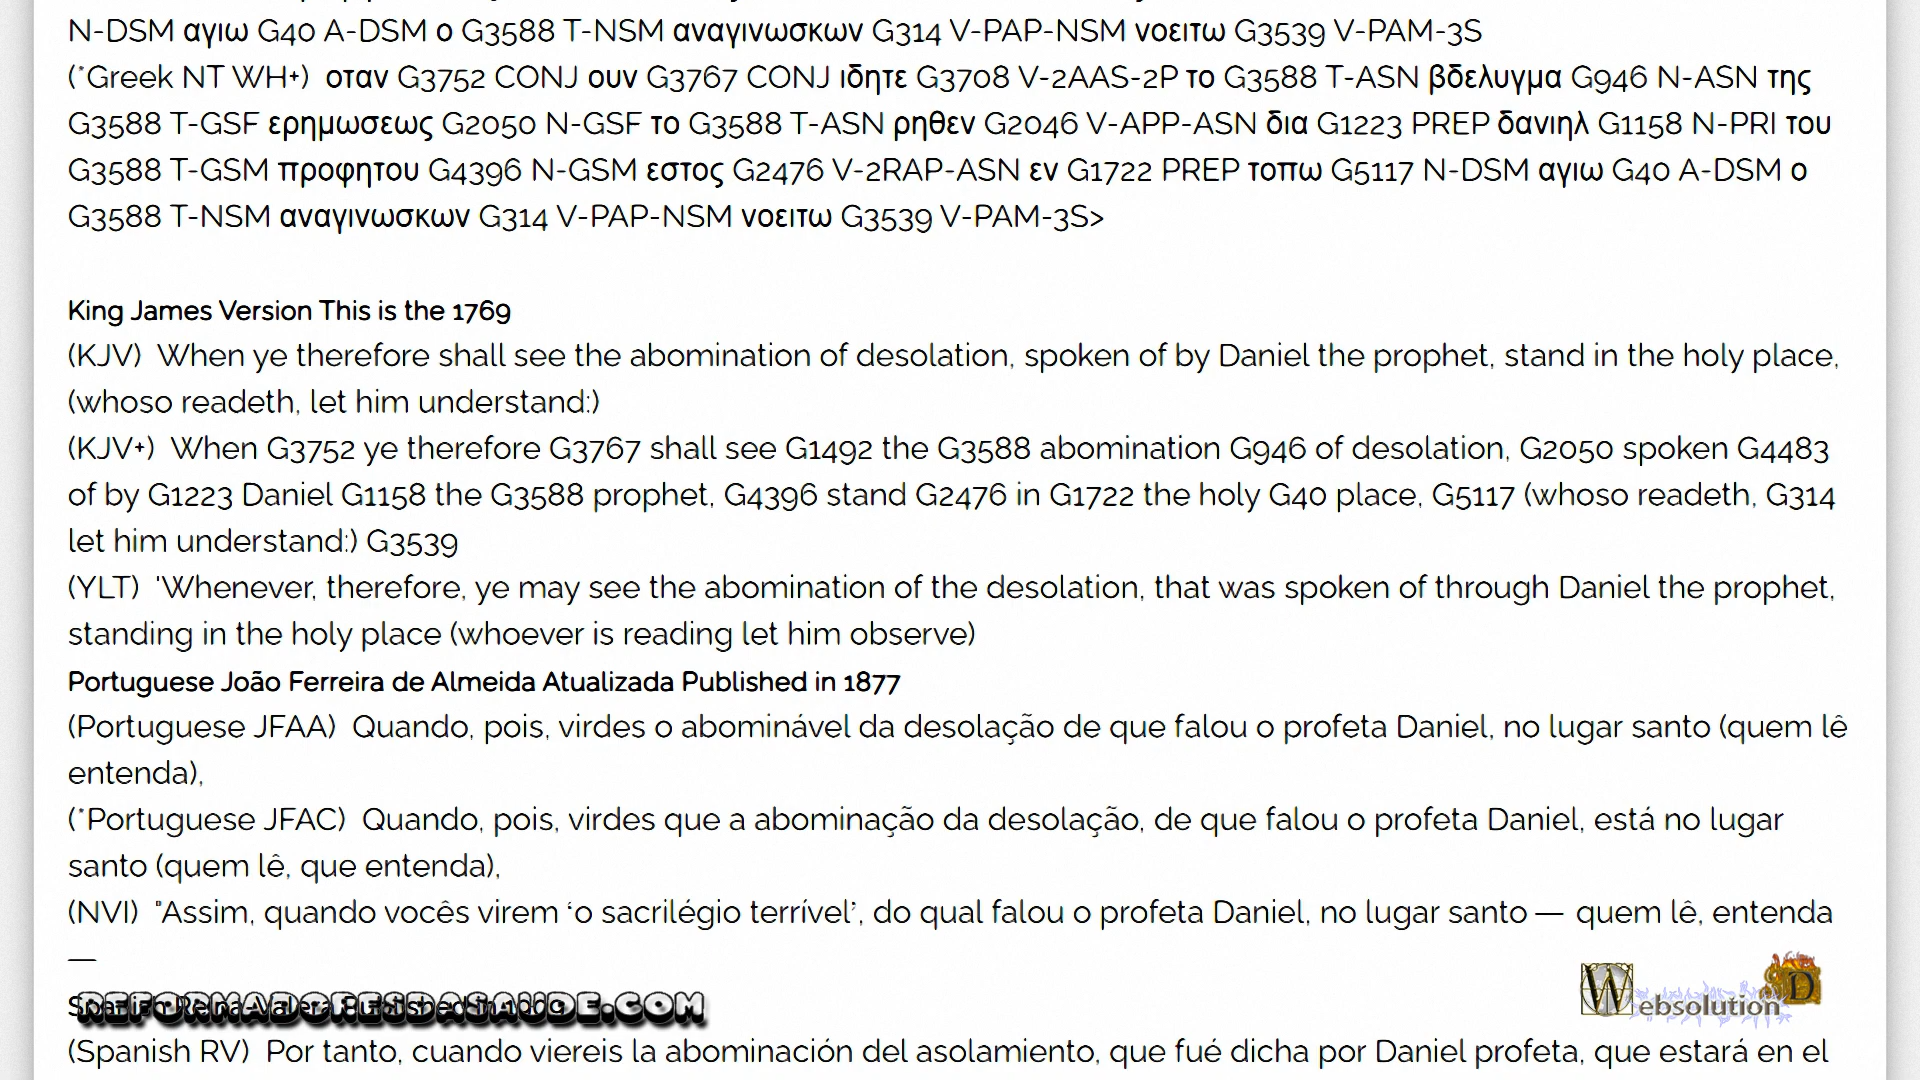 N-DSM αγιω G40 A-DSM ο G3588 T-NSM αναγινωσκων G314 V-PAP-NSM νοειτω G3539 V-PAM-3S
(*Greek NT WH+)  οταν G3752 CONJ ουν G3767 CONJ ιδητε G3708 V-2AAS-2P το G3588 T-ASN βδελυγμα G946 N-ASN της
G3588 T-GSF ερημωσεως G2050 N-GSF το G3588 T-ASN ρηθεν G2046 V-APP-ASN δια G1223 PREP δανιηλ G1158 N-PRI του
G3588 T-GSM προφητου G4396 N-GSM εστος G2476 V-2RAP-ASN εν G1722 PREP τοπω G5117 N-DSM αγιω G40 A-DSM ο
G3588 T-NSM αναγινωσκων G314 V-PAP-NSM νοειτω G3539 V-PAM-3S>
King James Version This is the 1769
(KJV)  When ye therefore shall see the abomination of desolation, spoken of by Daniel the prophet, stand in the holy place,
(whoso readeth, let him understand:)
(KJV+)  When G3752 ye therefore G3767 shall see G1492 the G3588 abomination G946 of desolation, G2050 spoken G4483
of by G1223 Daniel G1158 the G3588 prophet, G4396 stand G2476 in G1722 the holy G40 place, G5117 (whoso readeth, G314
let him understand:) G3539
(YLT)  'Whenever, therefore, ye may see the abomination of the desolation, that was spoken of through Daniel the prophet,
standing in the holy place (whoever is reading let him observe)
Portuguese João Ferreira de Almeida Atualizada Published in 1877
(Portuguese JFAA)  Quando, pois, virdes o abominável da desolação de que falou o profeta Daniel, no lugar santo (quem lê
entenda),
(*Portuguese JFAC)  Quando, pois, virdes que a abominação da desolação, de que falou o profeta Daniel, está no lugar
santo (quem lê, que entenda),
(NVI)  "Assim, quando vocês virem ‘o sacrilégio terrível’, do qual falou o profeta Daniel, no lugar santo — quem lê, entenda
—
Spanish Reina Valera Published in 1909
REFORMADORESDASAUDE.COM
Websolution D
(Spanish RV)  Por tanto, cuando viereis la abominación del asolamiento, que fué dicha por Daniel profeta, que estará en el